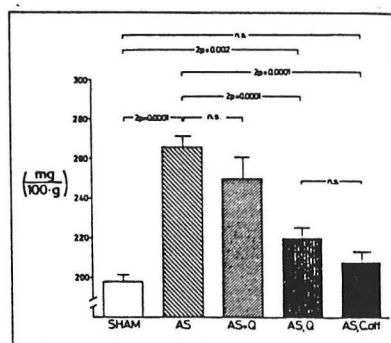 n.s.
2p=0.002
2p=0.0001
2p=0.0001
2p=0.0001 n.s.
n.s.
300
280
260
240
220
200
(mg/100·g)
SHAM AS AS+Q AS,Q AS,C.att